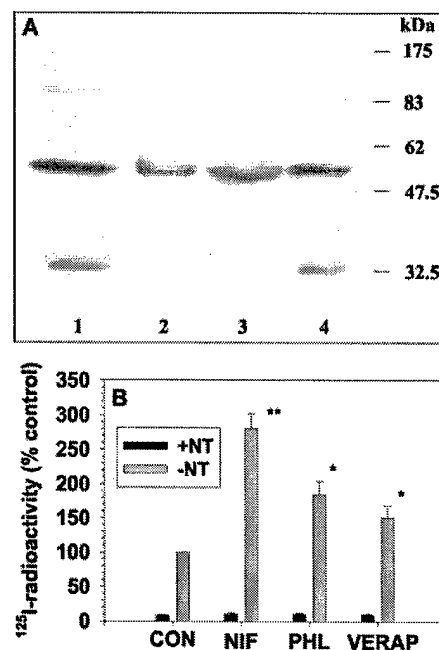 A
kDa
175
83
62
47.5
32.5
1 2 3 4
B
350
300
250
200
150
100
50
0
+NT
-NT
**
*
*
125I-radioactivity (% control)
CON NIF PHL VERAP